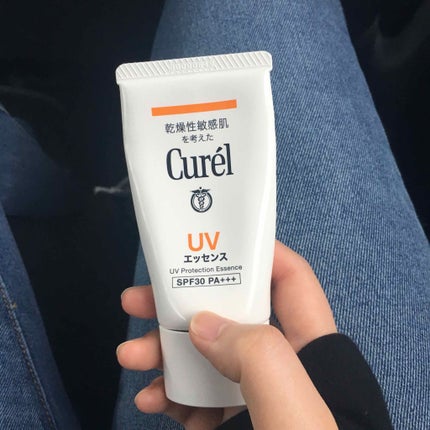 乾燥性敏感肌
を考えた
Curél
UV
エッセンス
UV Protection Essence
SPF30 PA+++